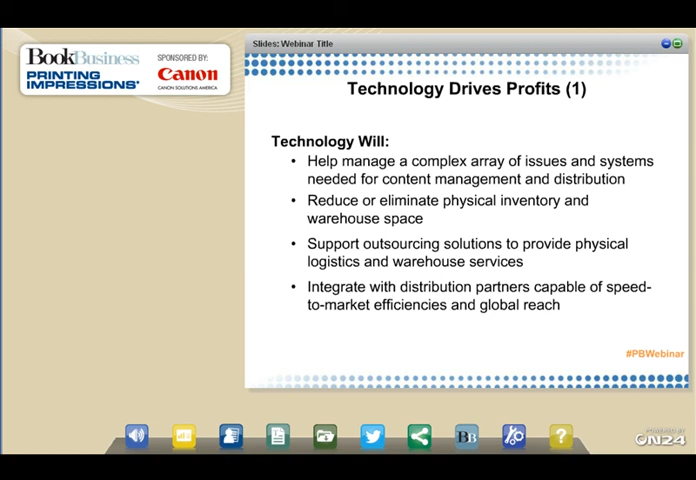 BookBusiness
PRINTING
IMPRESSIONS
SPONSORED BY:
Canon
CANON SOLUTIONS AMERICA
Slides: Webinar Title
Technology Drives Profits (1)
Technology Will:
• Help manage a complex array of issues and systems
needed for content management and distribution
• Reduce or eliminate physical inventory and
warehouse space
• Support outsourcing solutions to provide physical
logistics and warehouse services
• Integrate with distribution partners capable of speed-
to-market efficiencies and global reach
#PBWebinar
BB
?
POWERED BY
ON24